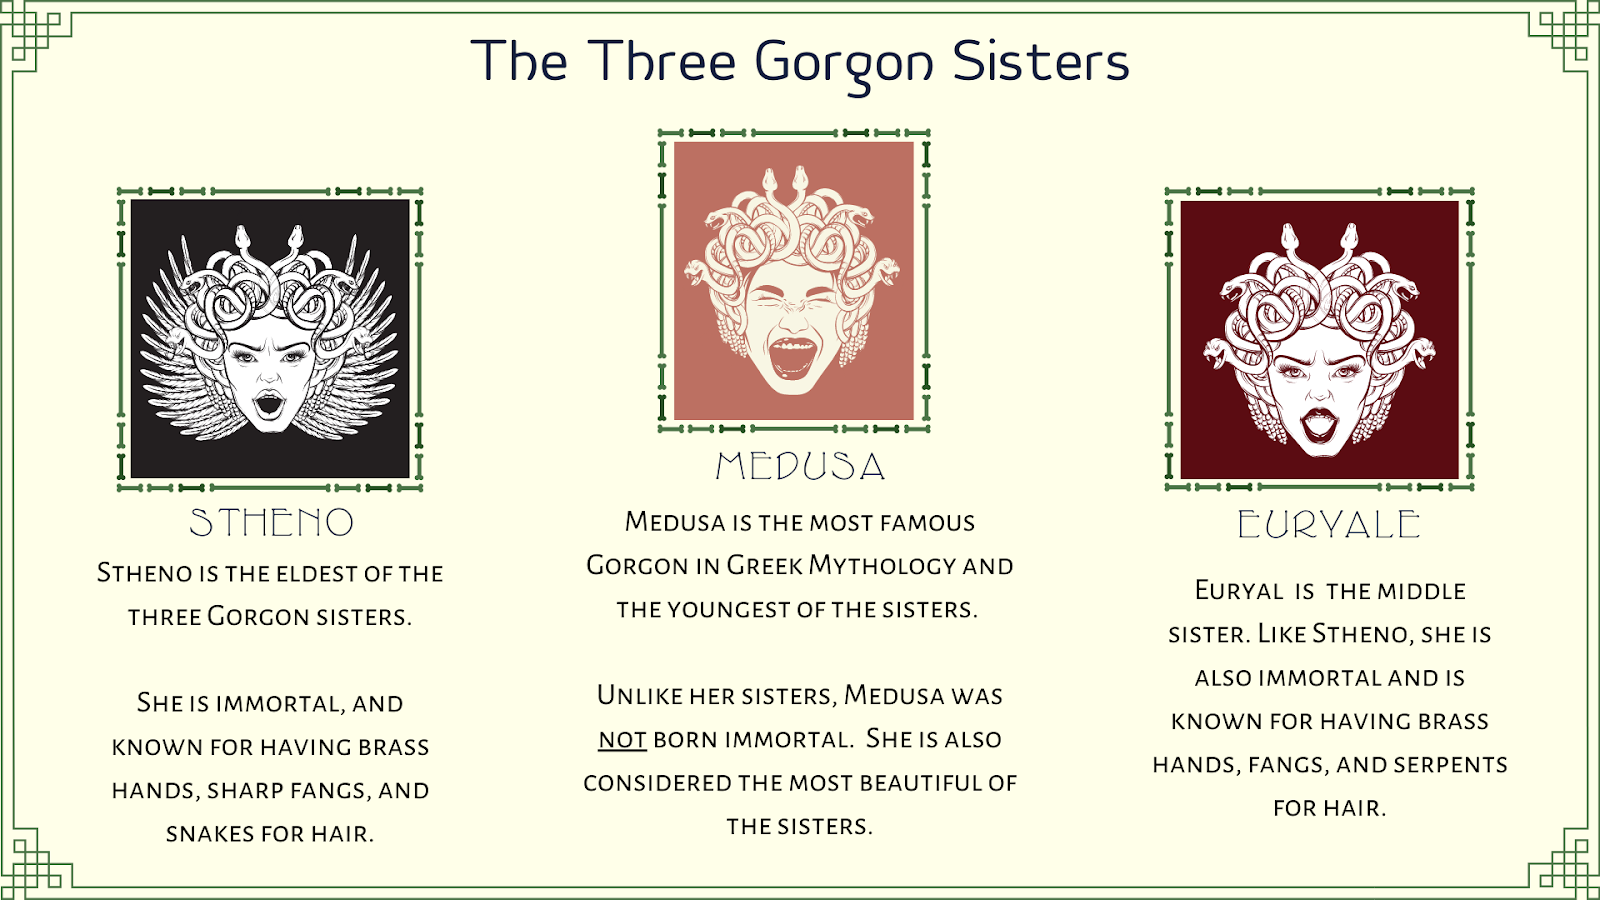 The Three Gorgon Sisters
STHENO
Stheno is the eldest of the
three Gorgon sisters.
She is immortal, and
known for having brass
hands, sharp fangs, and
snakes for hair.
MEDUSA
Medusa is the most famous
Gorgon in Greek Mythology and
the youngest of the sisters.
Unlike her sisters, Medusa was
not born immortal. She is also
considered the most beautiful of
the sisters.
EURYALE
Euryal is the middle
sister. Like Stheno, she is
also immortal and is
known for having brass
hands, fangs, and serpents
for hair.